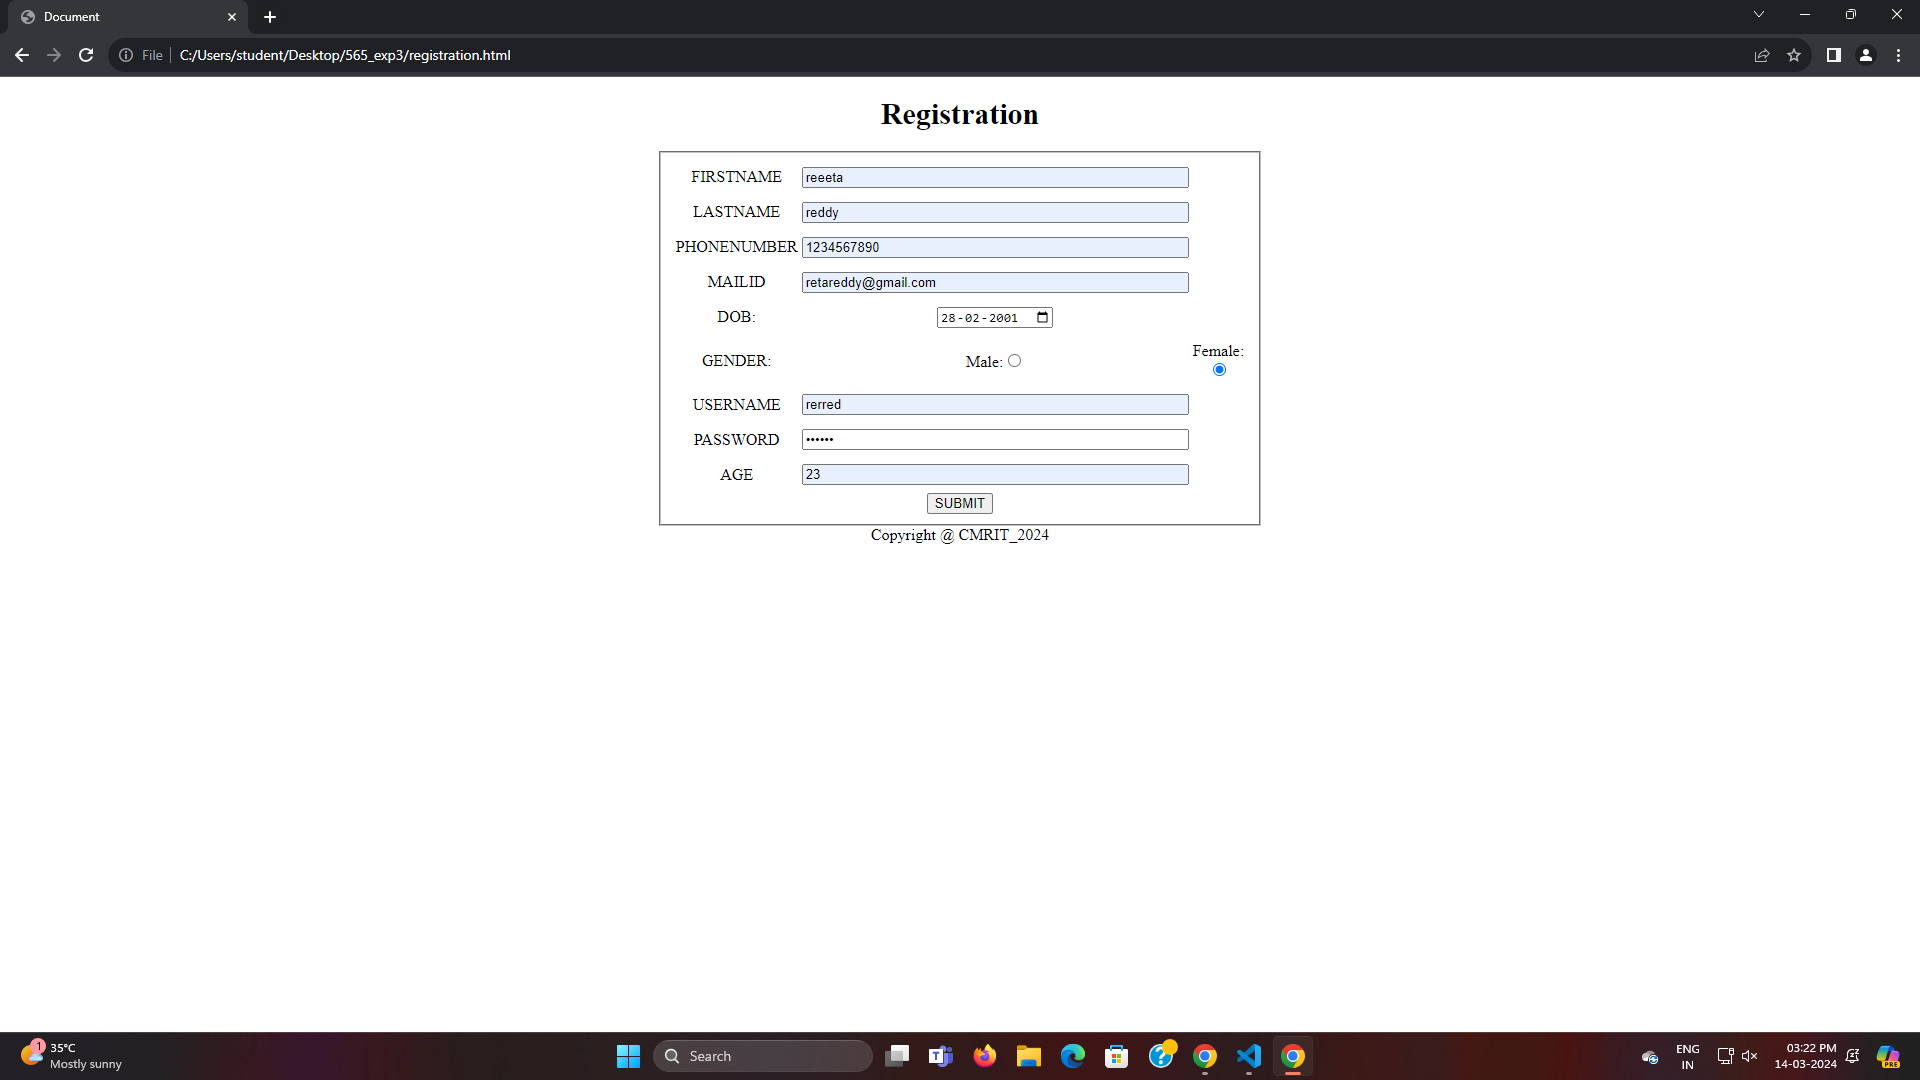 Document
File
C:/Users/student/Desktop/565_exp3/registration.html
Registration
FIRSTNAME reeeta
LASTNAME reddy
PHONENUMBER 1234567890
MAILID retareddy@gmail.com
DOB: 28-02-2001
GENDER: Male: Female:
USERNAME rerred
PASSWORD ••••••
AGE 23
SUBMIT
Copyright @ CMRIT_2024
1
35°C
Mostly sunny
Search
ENG
IN
03:22 PM
14-03-2024
PRE